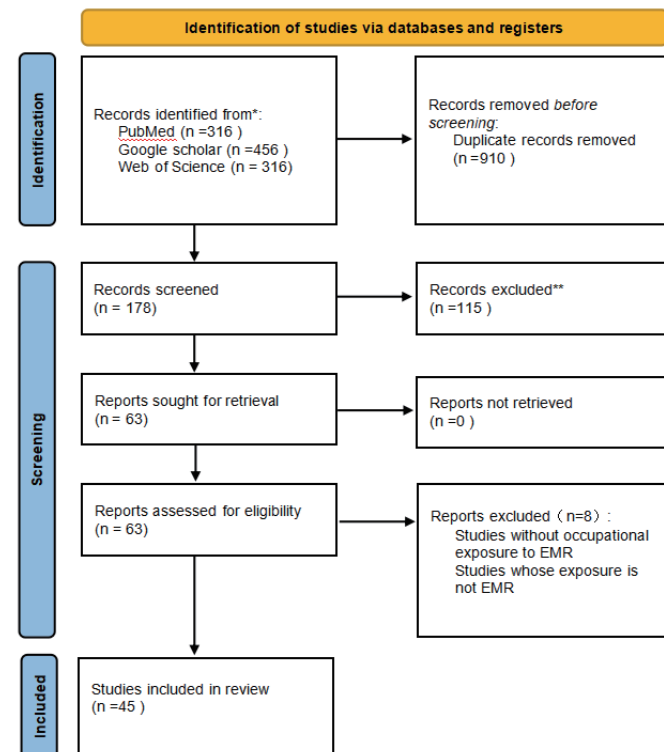 Identification of studies via databases and registers
Identification
Records identified from*:
PubMed (n =316 )
Google scholar (n =456 )
Web of Science (n = 316)
Records removed before
screening:
Duplicate records removed
(n =910 )
Screening
Records screened
(n = 178)
Records excluded**
(n =115 )
Reports sought for retrieval
(n = 63)
Reports not retrieved
(n =0 )
Reports assessed for eligibility
(n = 63)
Reports excluded（n=8）:
Studies without occupational
exposure to EMR
Studies whose exposure is
not EMR
Included
Studies included in review
(n =45 )